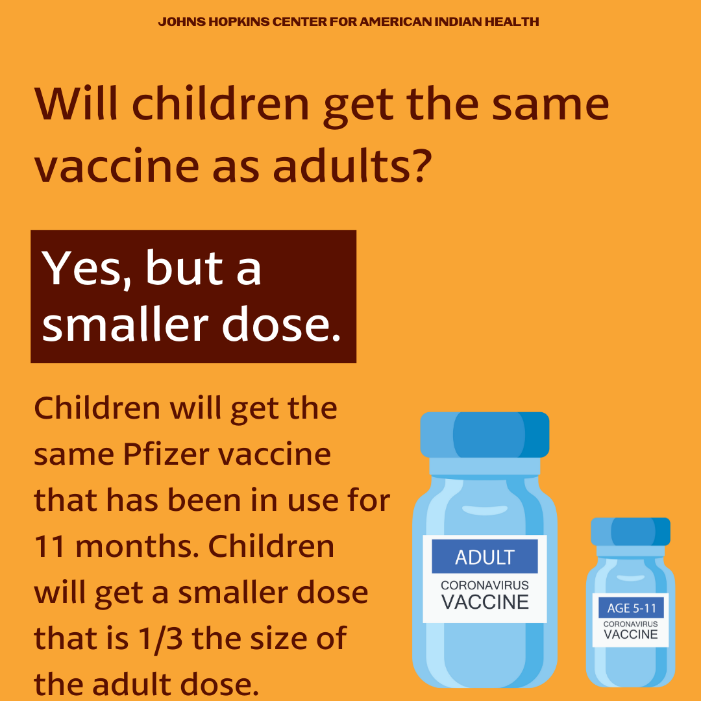 JOHNS HOPKINS CENTER FOR AMERICAN INDIAN HEALTH
Will children get the same
vaccine as adults?
Yes, but a
smaller dose.
Children will get the
same Pfizer vaccine
that has been in use for
11 months. Children
will get a smaller dose
that is 1/3 the size of
the adult dose.
ADULT
CORONAVIRUS
VACCINE
AGE 5-11
CORONAVIRUS
VACCINE